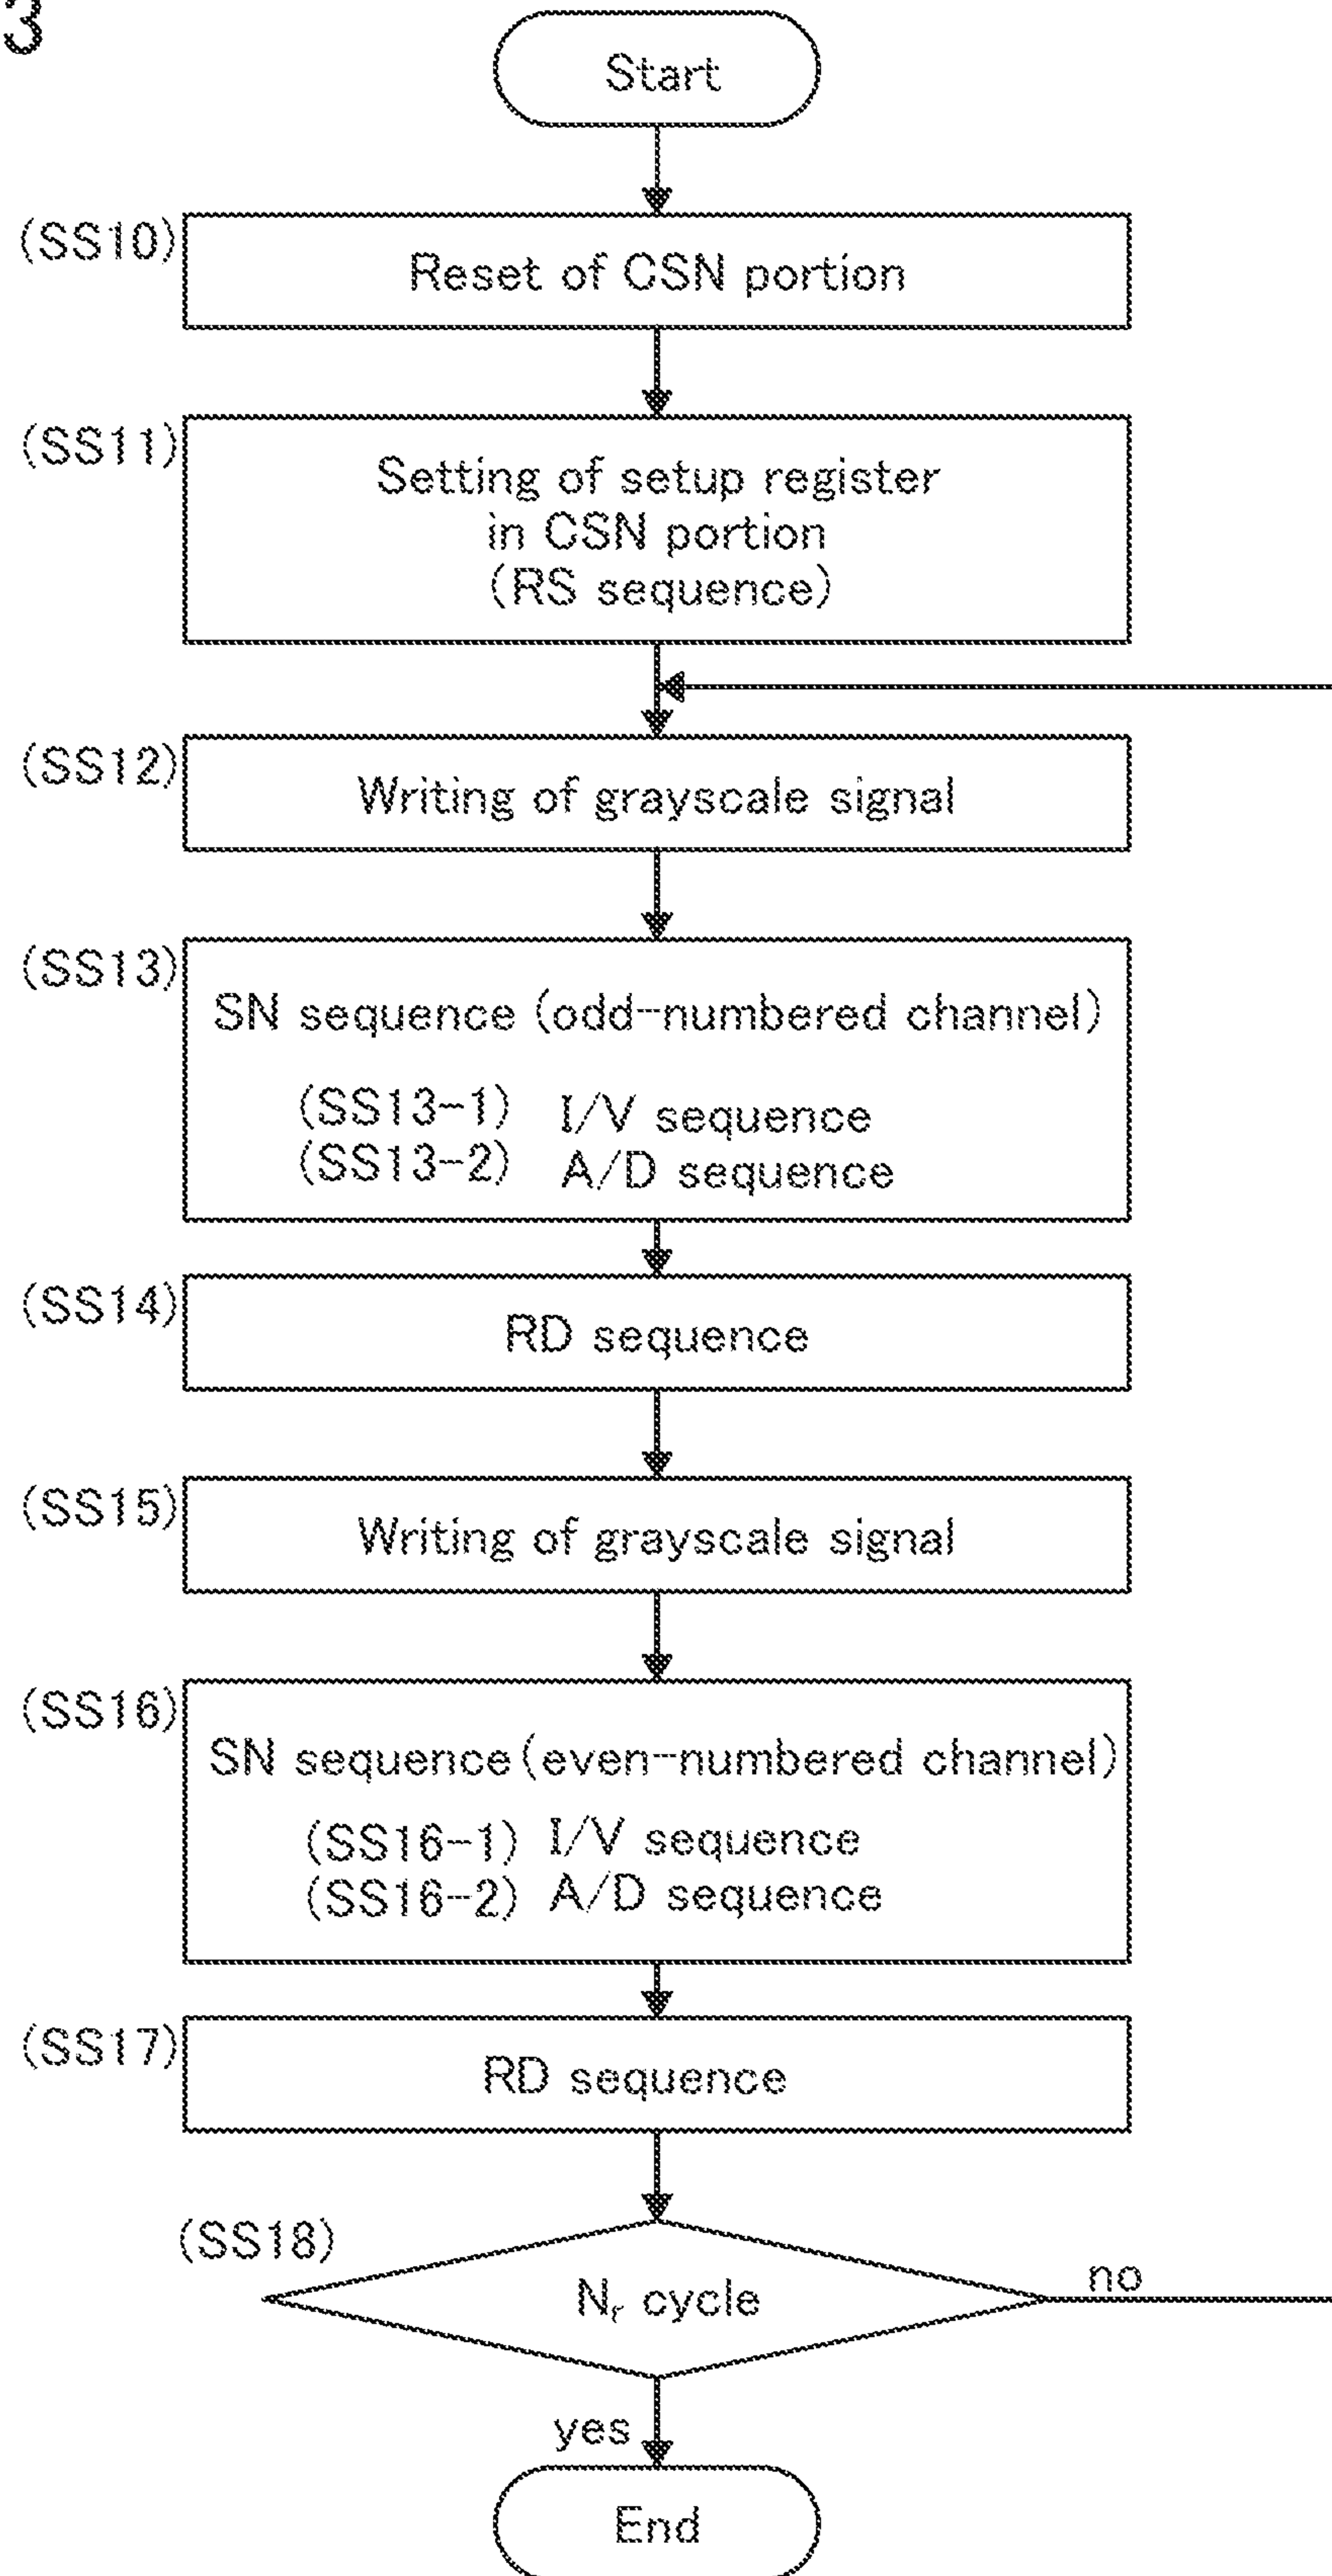 3
Start
(SS10)
Reset of CSN portion
(SS11)
Setting of setup register
in CSN portion
(RS sequence)
(SS12)
Writing of grayscale signal
(SS13)
SN sequence (odd-numbered channel)
(SS13-1) I/V sequence
(SS13-2) A/D sequence
(SS14)
RD sequence
(SS15)
Writing of grayscale signal
(SS16)
SN sequence (even-numbered channel)
(SS16-1) I/V sequence
(SS16-2) A/D sequence
(SS17)
RD sequence
(SS18)
Nr cycle
no
yes
End